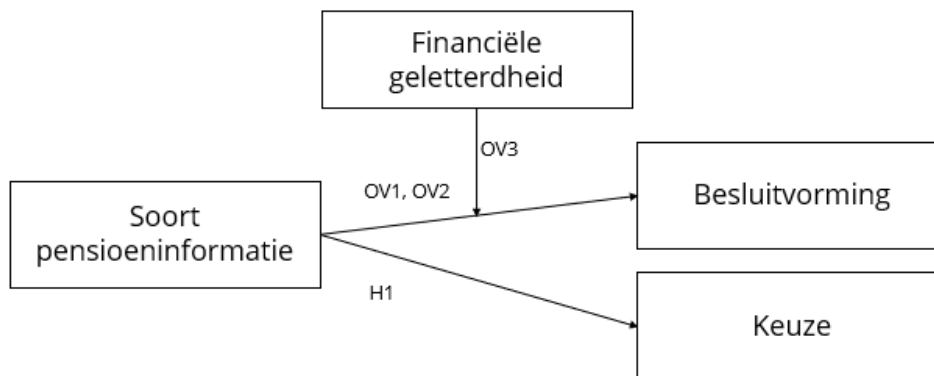 Financiële
geletterdheid
OV3
OV1, OV2
Besluitvorming
Soort
pensioeninformatie
H1
Keuze